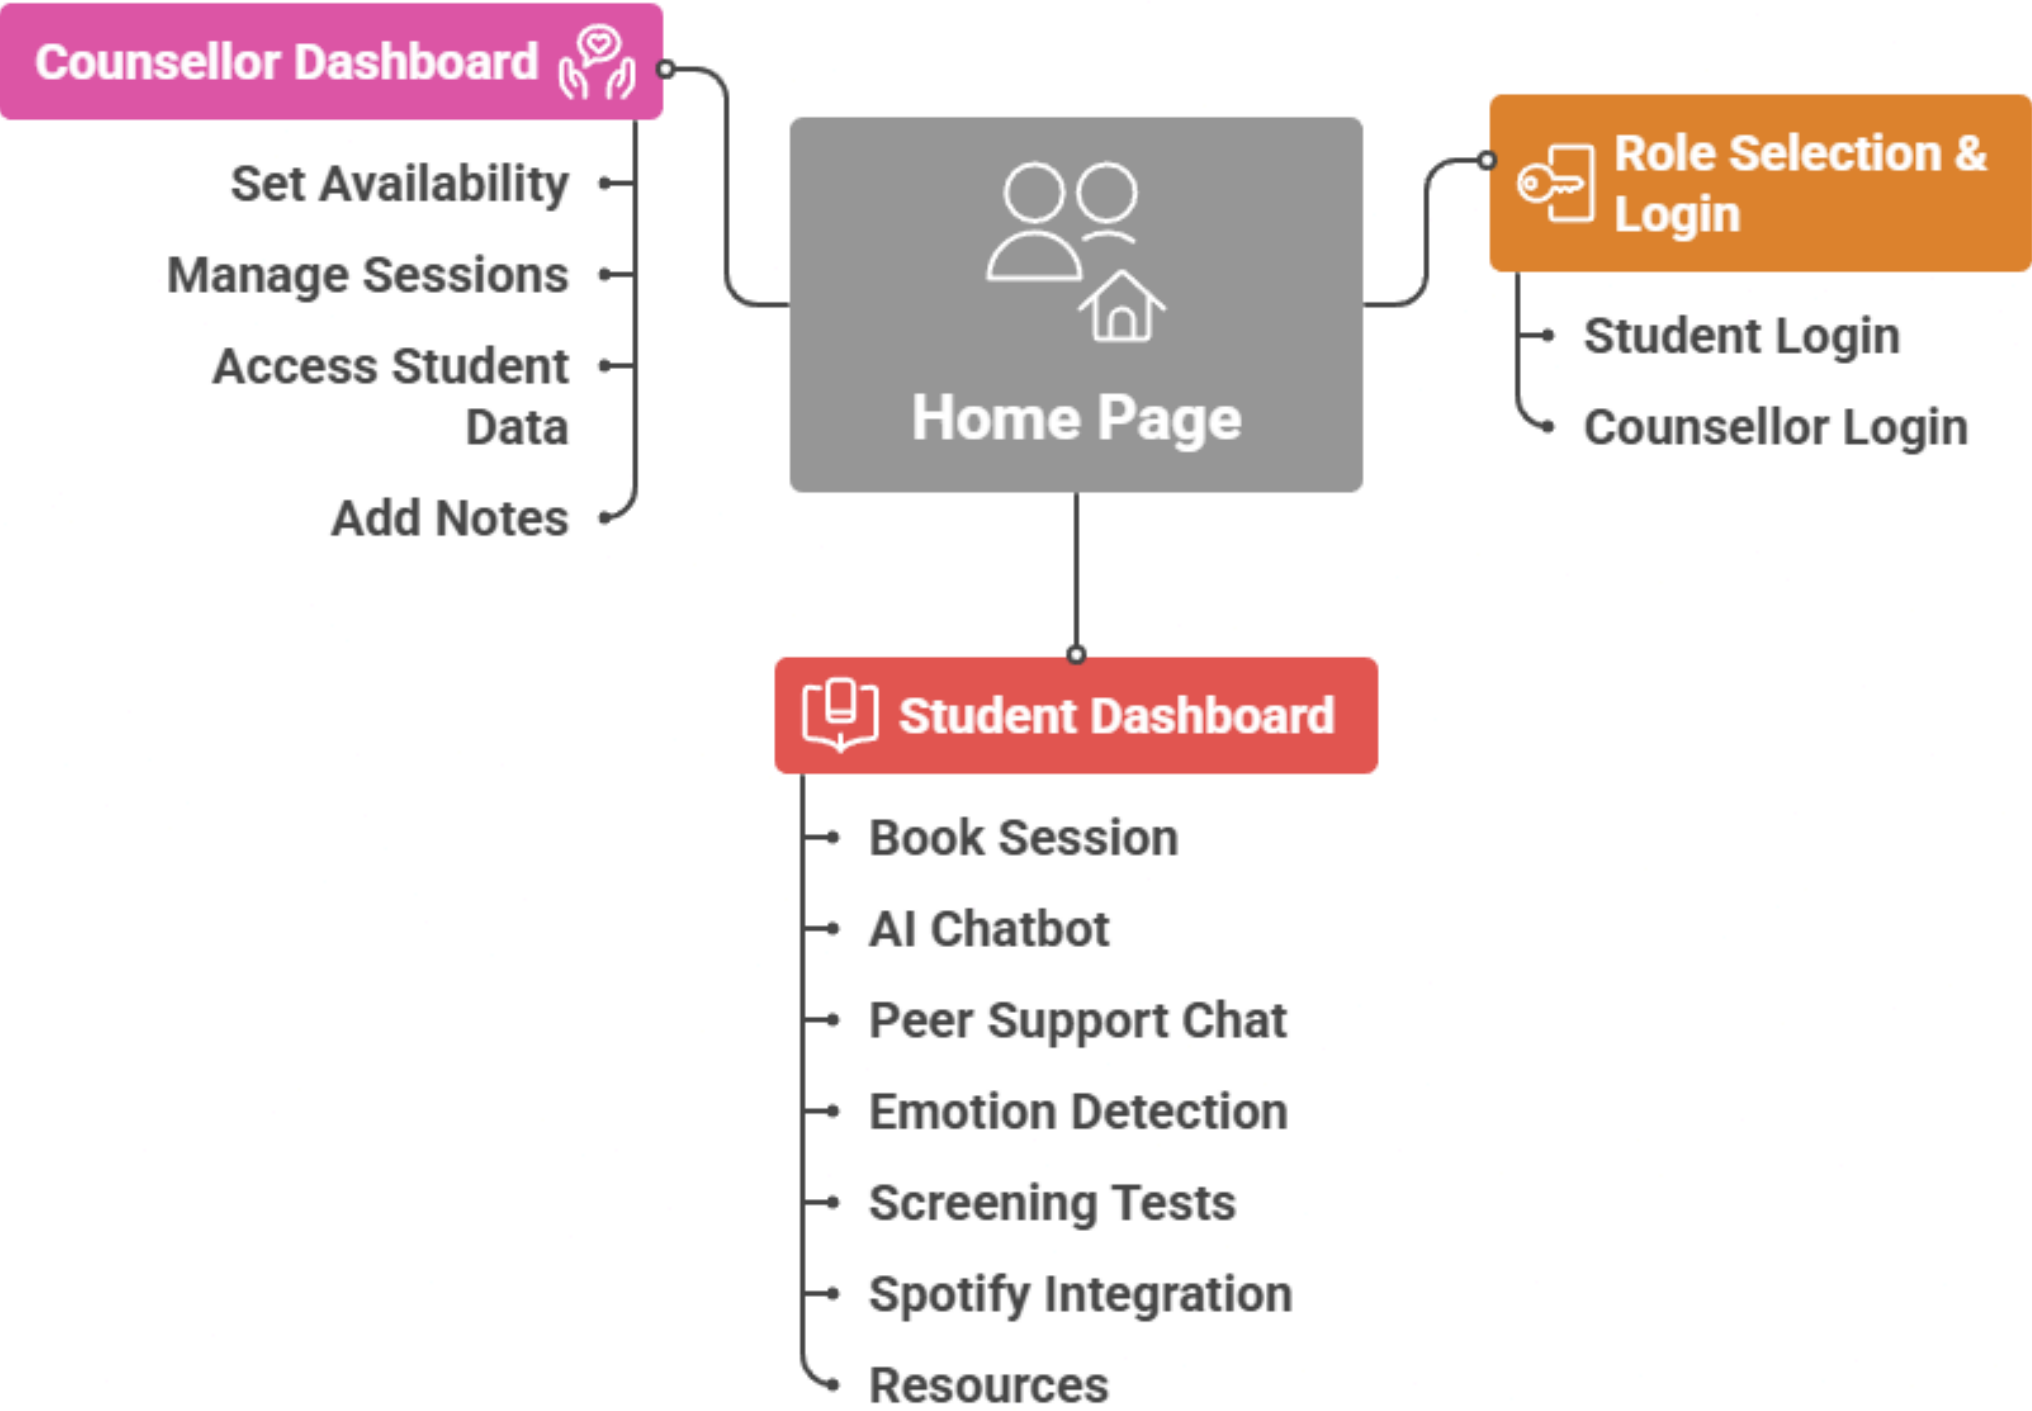 Counsellor Dashboard
Set Availability
Manage Sessions
Access Student
Data
Add Notes
Home Page
Role Selection &
Login
Student Login
Counsellor Login
Student Dashboard
Book Session
AI Chatbot
Peer Support Chat
Emotion Detection
Screening Tests
Spotify Integration
Resources